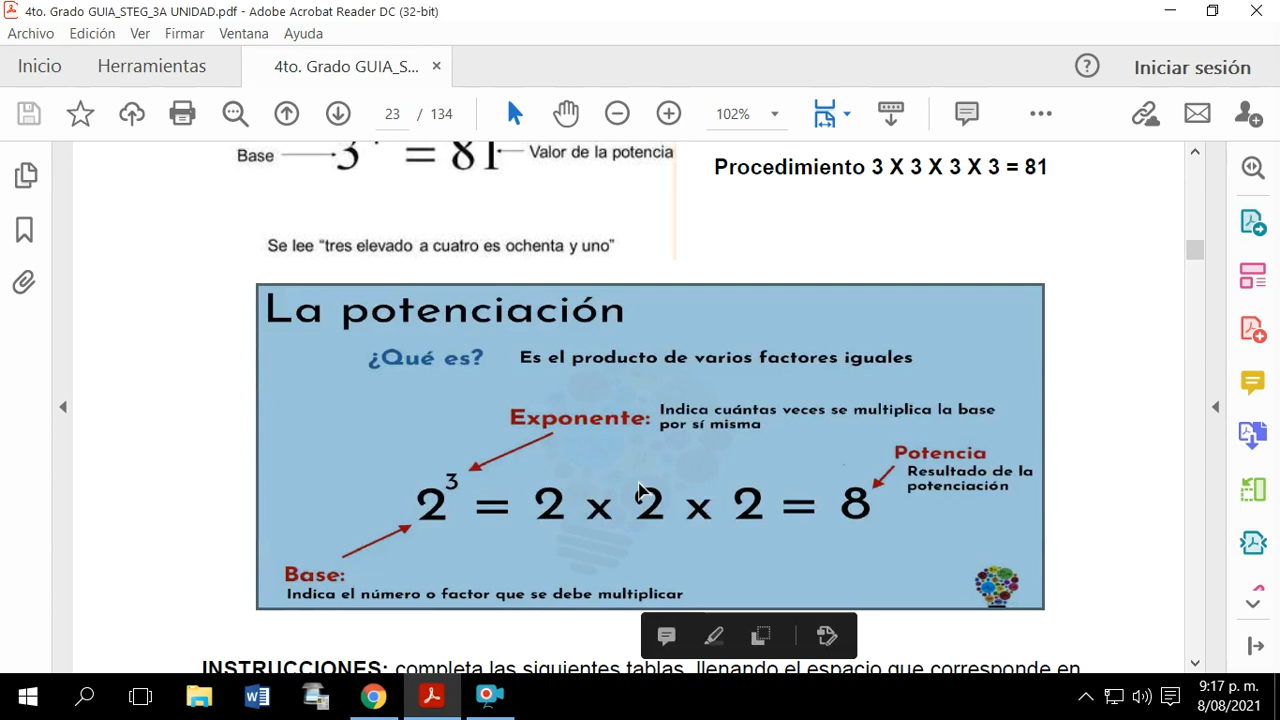 4to. Grado GUIA_STEG_3A UNIDAD.pdf - Adobe Acrobat Reader DC (32-bit)
Archivo Edición Ver Firmar Ventana Ayuda
Inicio Herramientas 4to. Grado GUIA_S... × Iniciar sesión
23 / 134 102%
Base 3 = 81 Valor de la potencia
Procedimiento 3 X 3 X 3 X 3 = 81
Se lee “tres elevado a cuatro es ochenta y uno”
La potenciación
¿Qué es? Es el producto de varios factores iguales
Exponente: Indica cuántas veces se multiplica la base
por sí misma
Potencia
Resultado de la
potenciación
2³ = 2 x 2 x 2 = 8
Base:
Indica el número o factor que se debe multiplicar
INSTRUCCIONES: completa las siguientes tablas, llenando el espacio que corresponde en
9:17 p. m.
8/08/2021